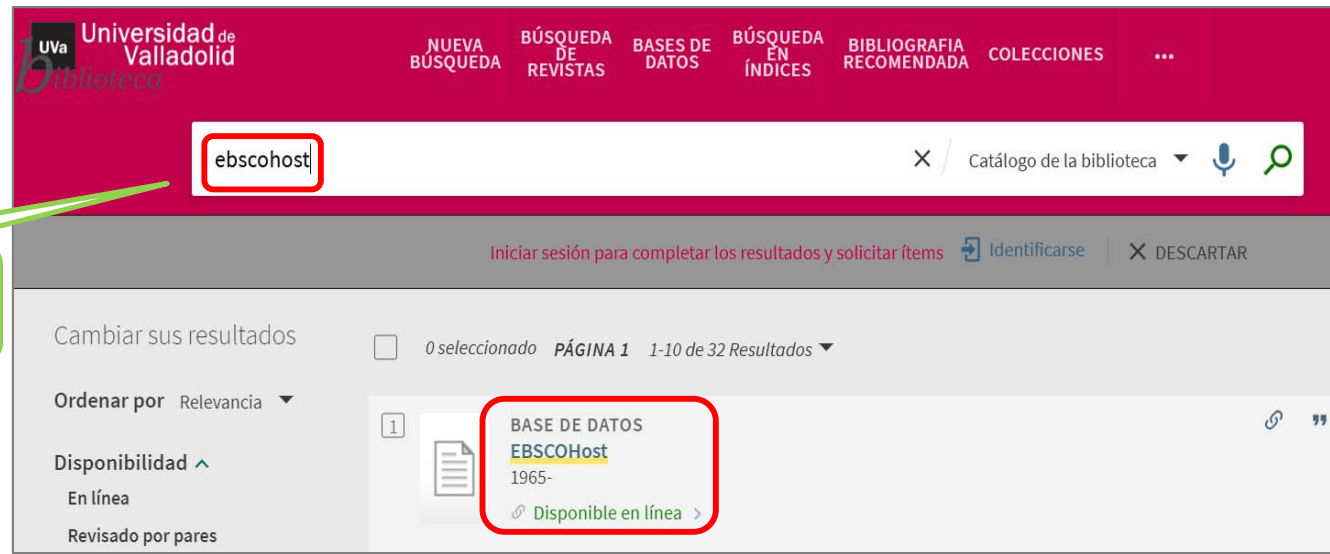 UVa Universidad de
Valladolid
biblioteca
NUEVA BÚSQUEDA
BÚSQUEDA DE REVISTAS
BASES DE DATOS
BÚSQUEDA EN ÍNDICES
BIBLIOGRAFIA RECOMENDADA
COLECCIONES
•••
ebscohost
Catálogo de la biblioteca
Iniciar sesión para completar los resultados y solicitar ítems Identificarse DESCARTAR
Cambiar sus resultados
0 seleccionado PÁGINA 1 1-10 de 32 Resultados
Ordenar por Relevancia
Disponibilidad
En línea
Revisado por pares
1
BASE DE DATOS
EBSCOHost
1965-
Disponible en línea >